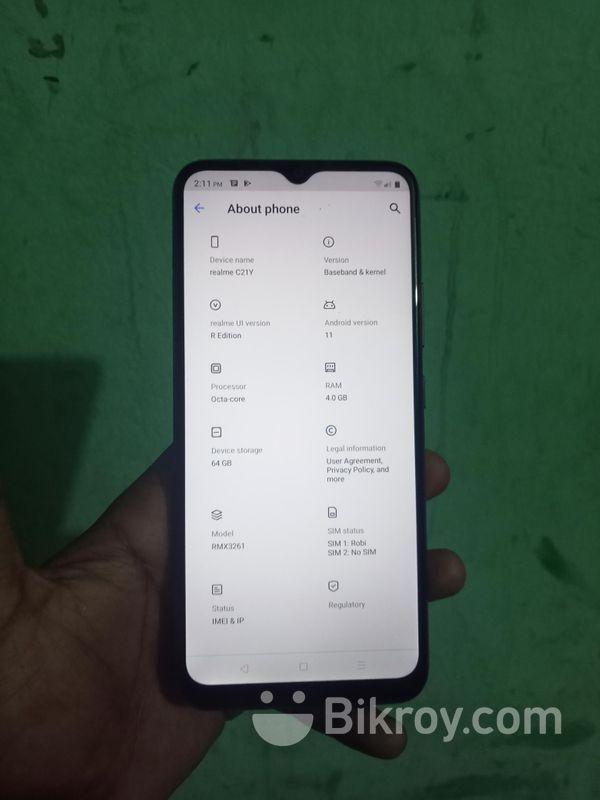 2:11 PM
About phone
Device name
realme C21Y
Version
Baseband & kernel
realme UI version
R Edition
Android version
11
Processor
Octa-core
RAM
4.0 GB
Device storage
64 GB
Legal information
User Agreement,
Privacy Policy, and
more
Model
RMX3261
SIM status
SIM 1: Robi
SIM 2: No SIM
Status
IMEI & IP
Regulatory
Bikroy.com